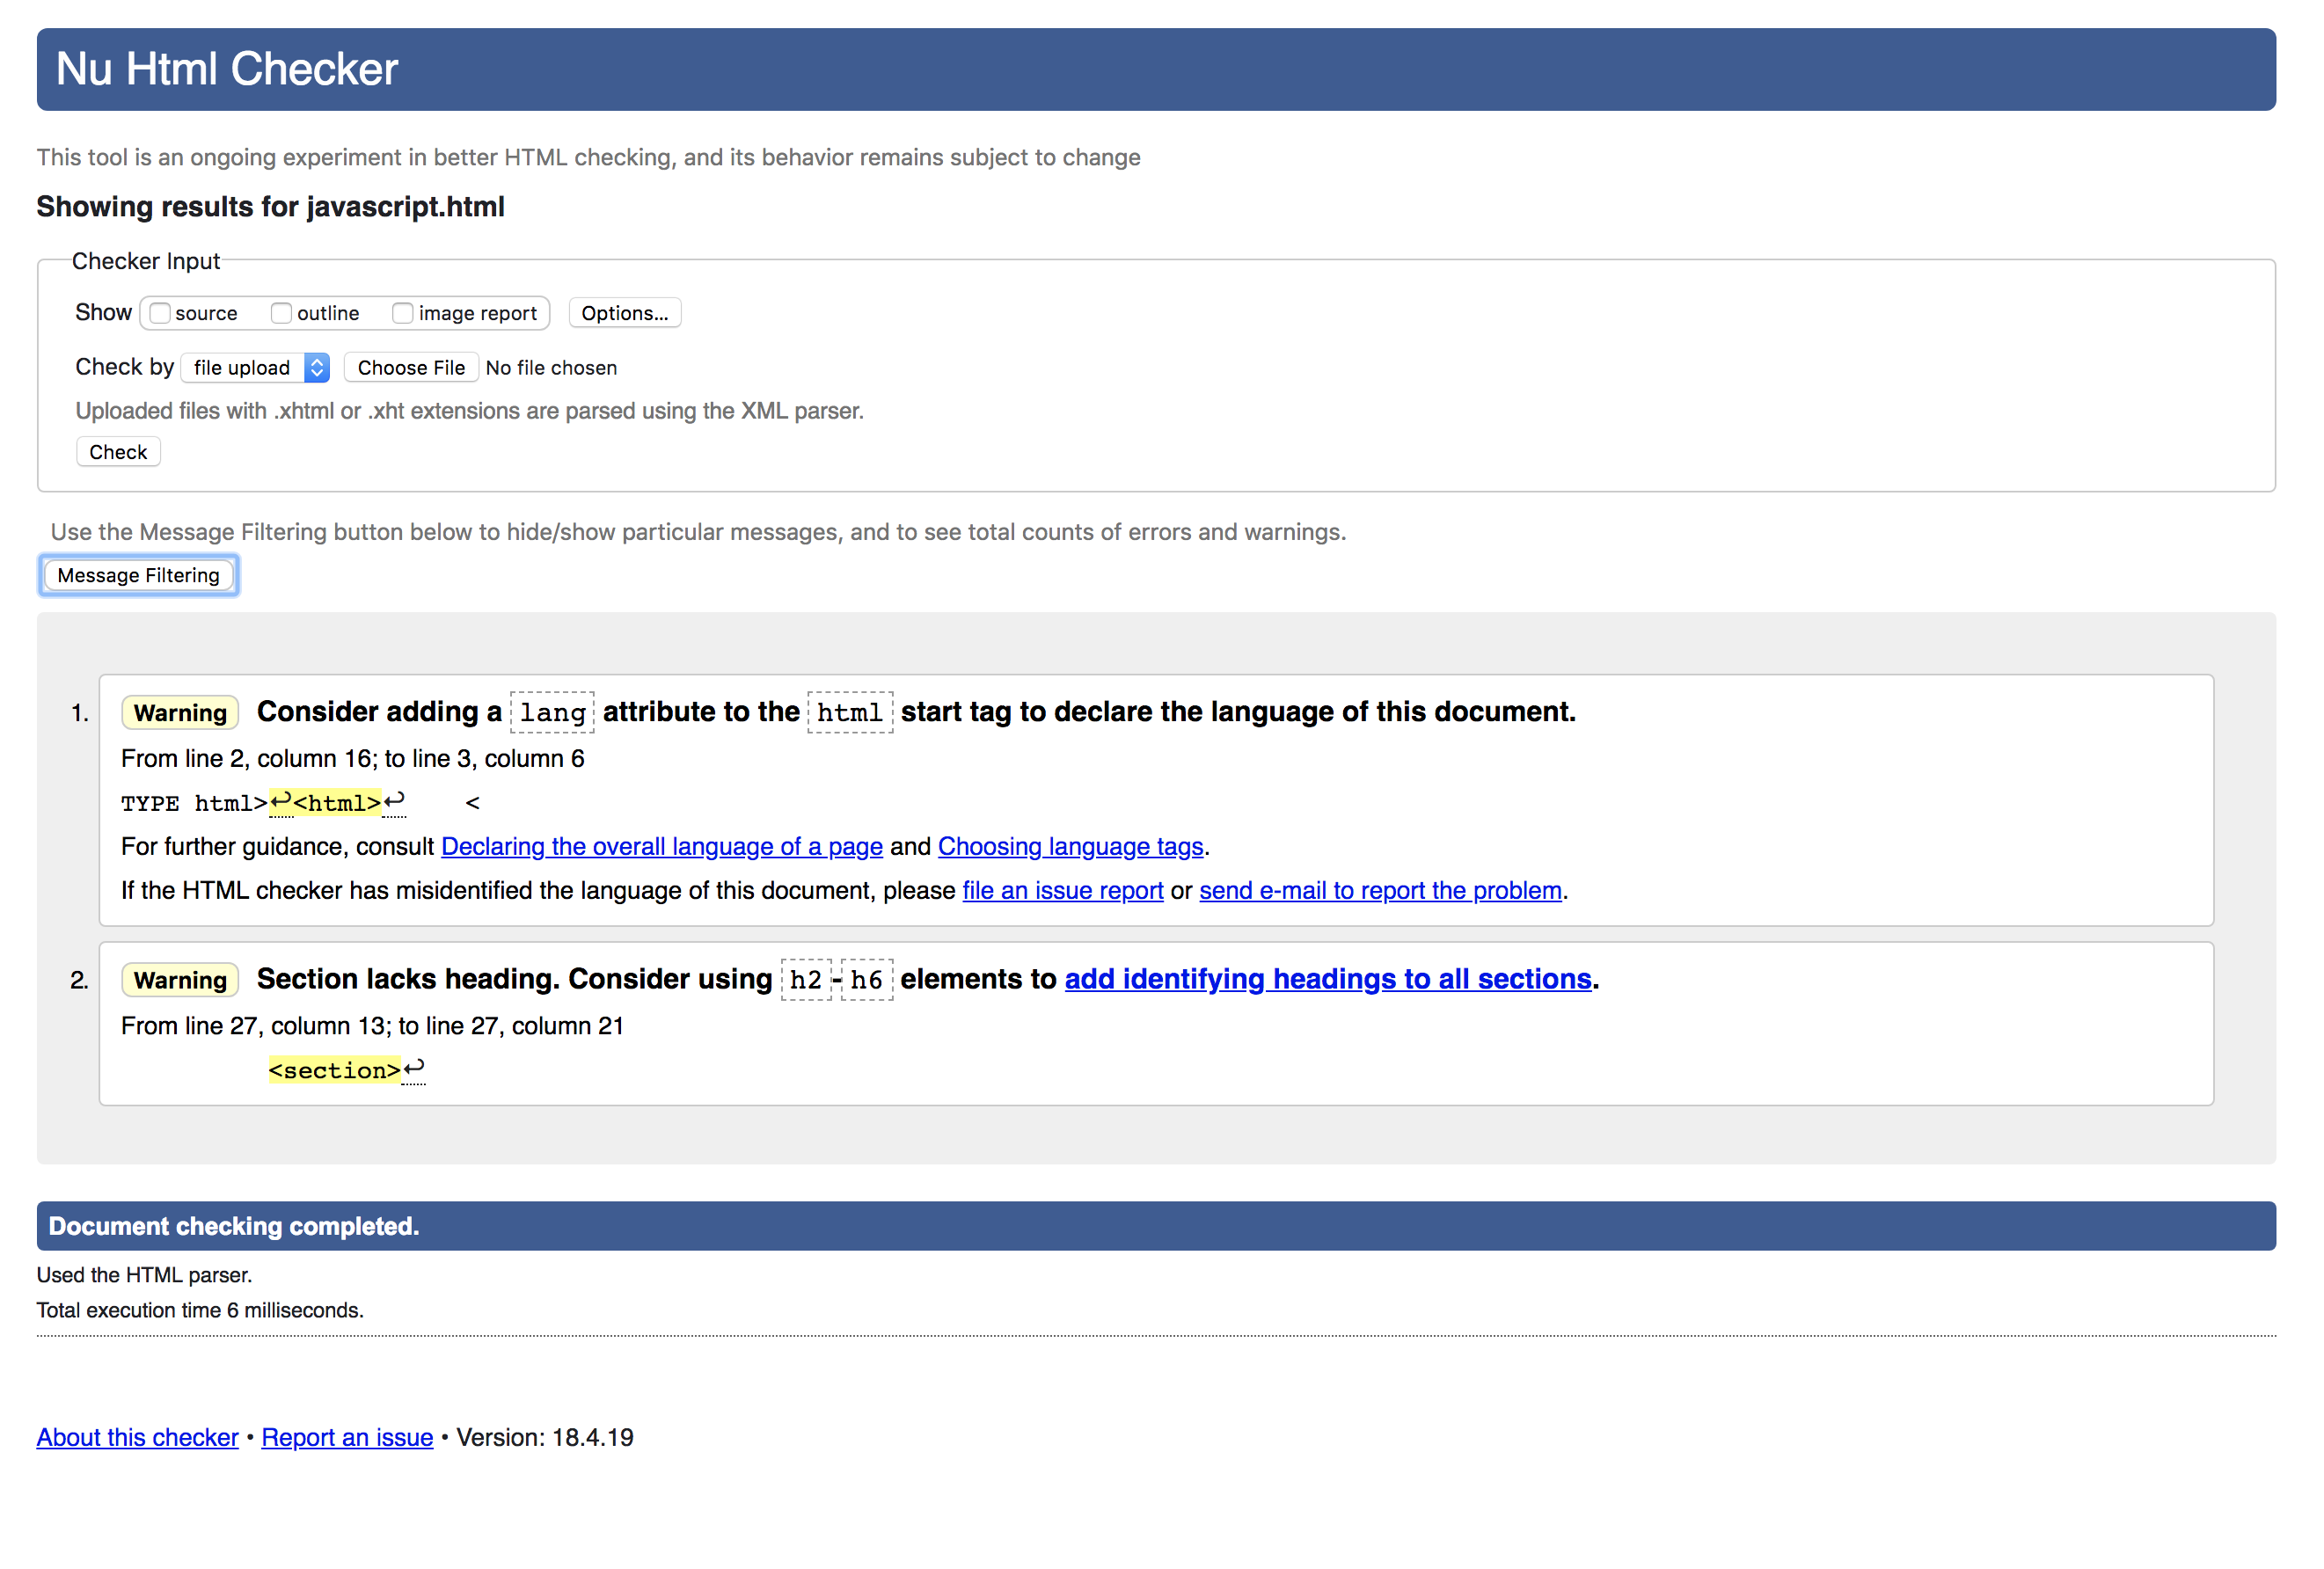 Nu Html Checker
This tool is an ongoing experiment in better HTML checking, and its behavior remains subject to change
Showing results for javascript.html
Checker Input
Show source outline image report Options...
Check by file upload Choose File No file chosen
Uploaded files with .xhtml or .xht extensions are parsed using the XML parser.
Check
Use the Message Filtering button below to hide/show particular messages, and to see total counts of errors and warnings.
Message Filtering
1. Warning Consider adding a lang attribute to the html start tag to declare the language of this document.
From line 2, column 16; to line 3, column 6
TYPE html>↩<html>↩    <
For further guidance, consult Declaring the overall language of a page and Choosing language tags.
If the HTML checker has misidentified the language of this document, please file an issue report or send e-mail to report the problem.
2. Warning Section lacks heading. Consider using h2-h6 elements to add identifying headings to all sections.
From line 27, column 13; to line 27, column 21
<section>↩
Document checking completed.
Used the HTML parser.
Total execution time 6 milliseconds.
About this checker • Report an issue • Version: 18.4.19